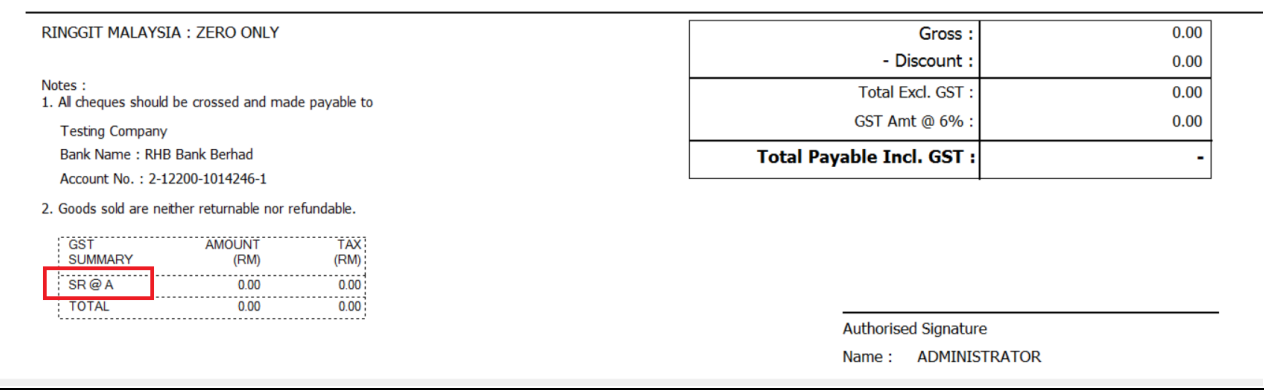 RINGGIT MALAYSIA : ZERO ONLY
Gross : 0.00
- Discount : 0.00
Total Excl. GST : 0.00
GST Amt @ 6% : 0.00
Total Payable Incl. GST : -
Notes :
1. All cheques should be crossed and made payable to
Testing Company
Bank Name : RHB Bank Berhad
Account No. : 2-12200-1014246-1
2. Goods sold are neither returnable nor refundable.
GST AMOUNT TAX
SUMMARY (RM) (RM)
SR @ A 0.00 0.00
TOTAL 0.00 0.00
Authorised Signature
Name : ADMINISTRATOR